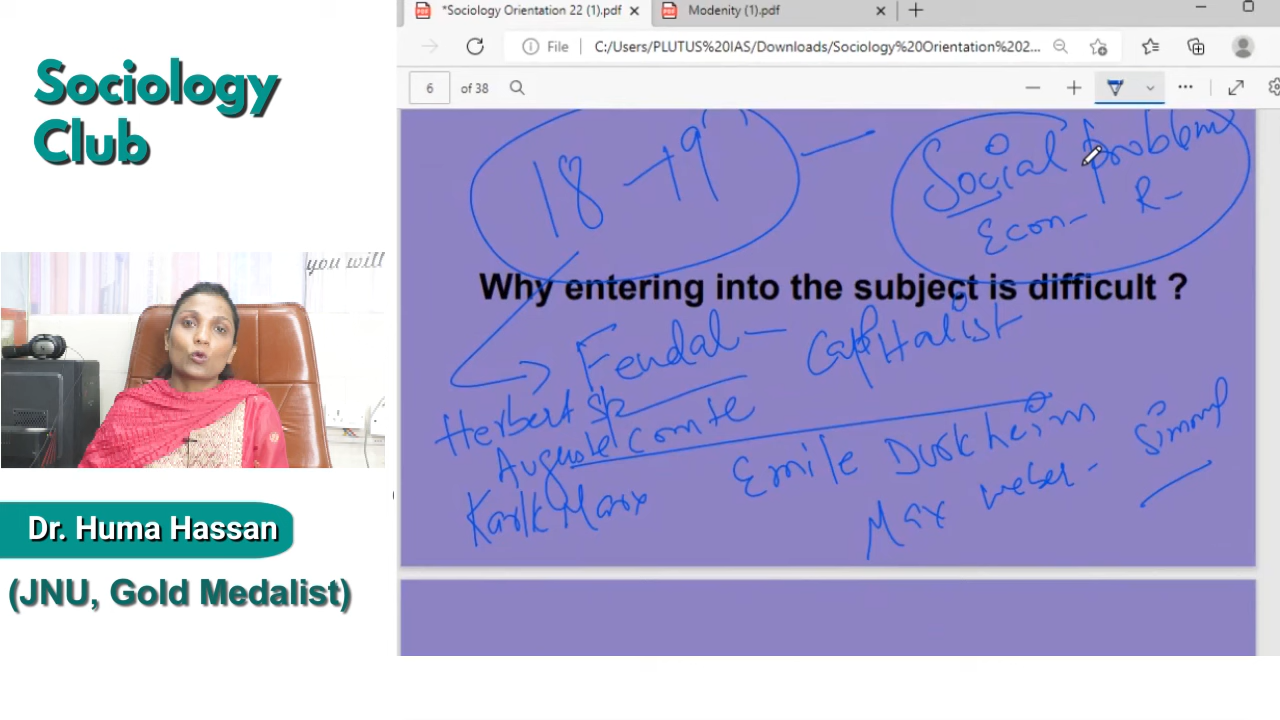 Sociology
Club
you will
Dr. Huma Hassan
(JNU, Gold Medalist)
*Sociology Orientation 22 (1).pdf
Modenity (1).pdf
File
C:/Users/PLUTUS%20IAS/Downloads/Sociology%20Orientation%202...
6 of 38
18 - 19
Social problems
Econ- R-
Why entering into the subject is difficult ?
Feudal - Capitalist
Herbert
Auguste Comte
Emile Durkheim
Karl Marx
Max Weber - Simmel